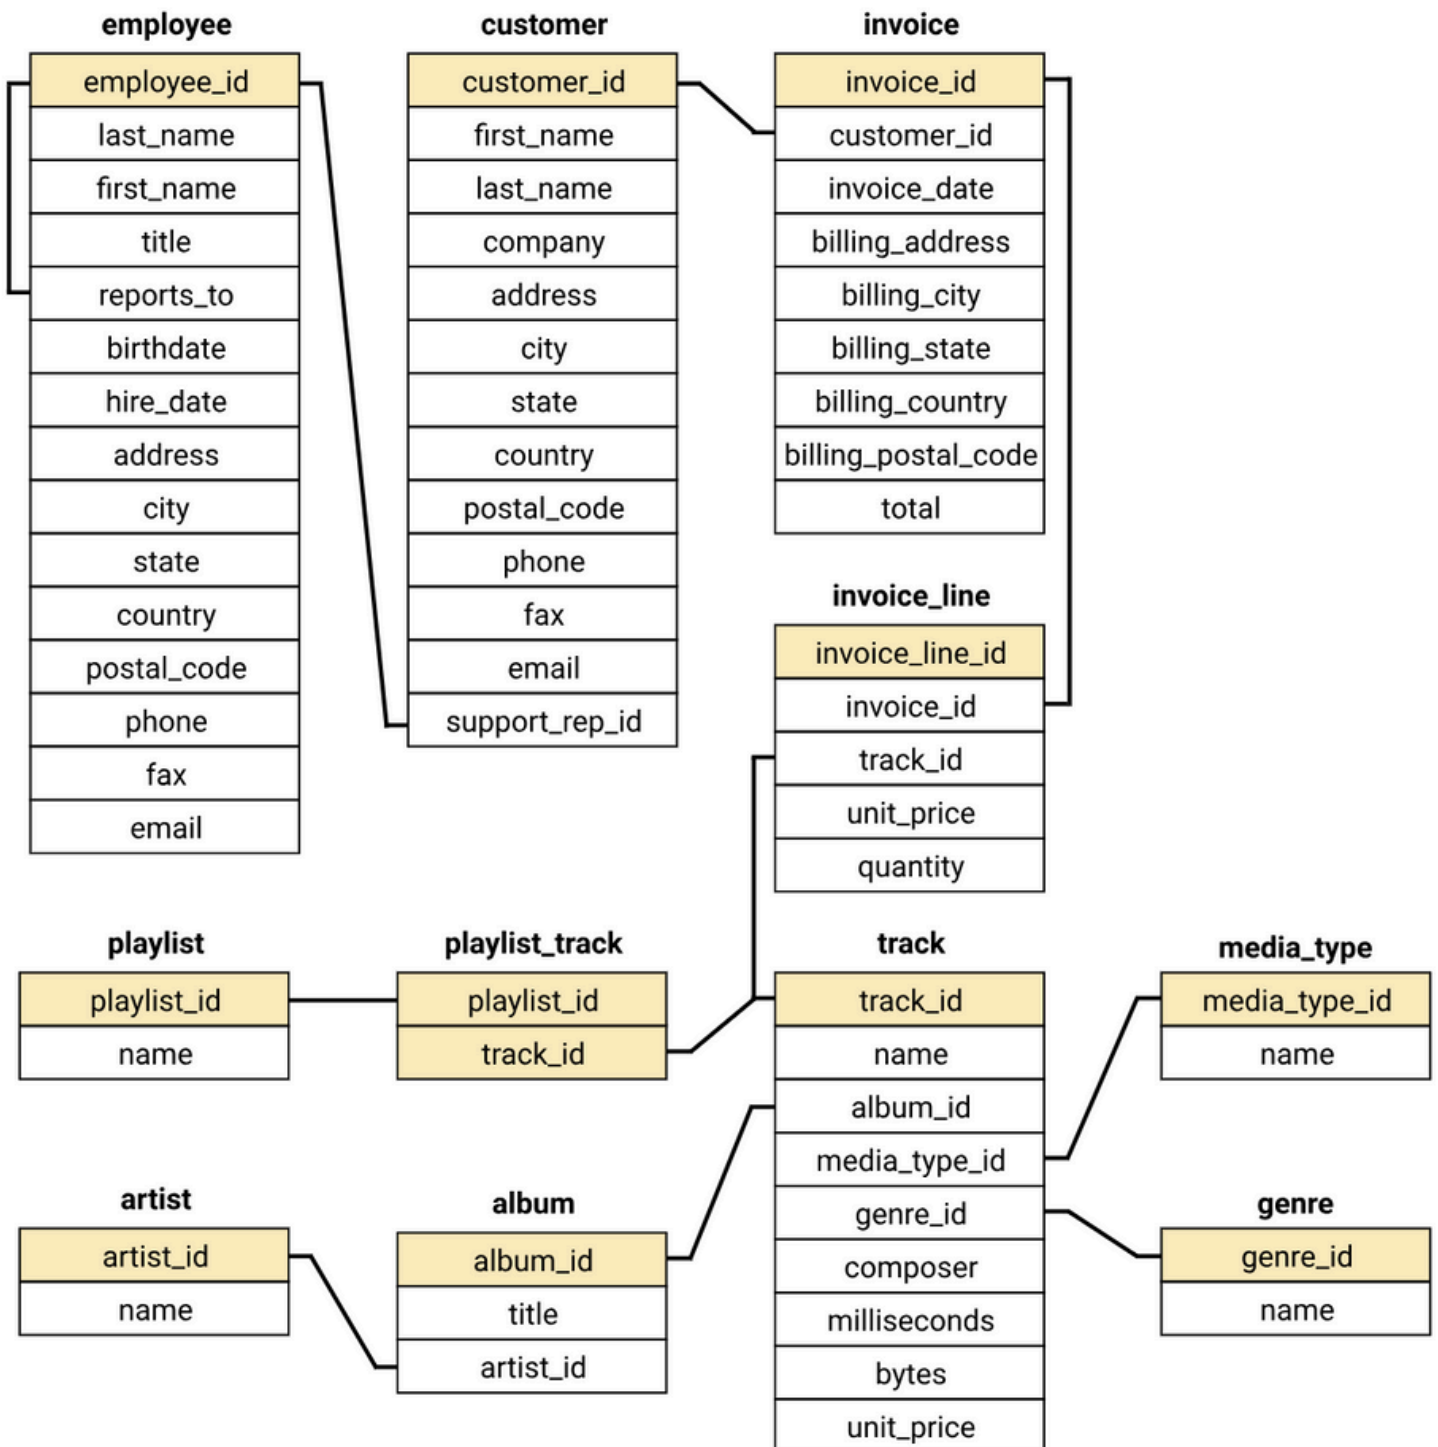 employee
employee_id
last_name
first_name
title
reports_to
birthdate
hire_date
address
city
state
country
postal_code
phone
fax
email
customer
customer_id
first_name
last_name
company
address
city
state
country
postal_code
phone
fax
email
support_rep_id
invoice
invoice_id
customer_id
invoice_date
billing_address
billing_city
billing_state
billing_country
billing_postal_code
total
invoice_line
invoice_line_id
invoice_id
track_id
unit_price
quantity
playlist
playlist_id
name
playlist_track
playlist_id
track_id
track
track_id
name
album_id
media_type_id
genre_id
composer
milliseconds
bytes
unit_price
media_type
media_type_id
name
artist
artist_id
name
album
album_id
title
artist_id
genre
genre_id
name